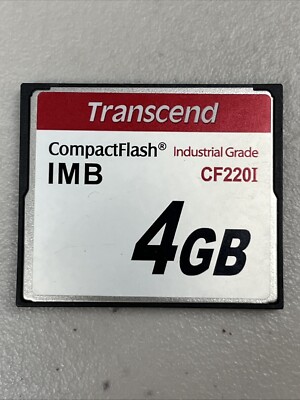 Transcend
CompactFlash® Industrial Grade
IMB CF220I
4GB